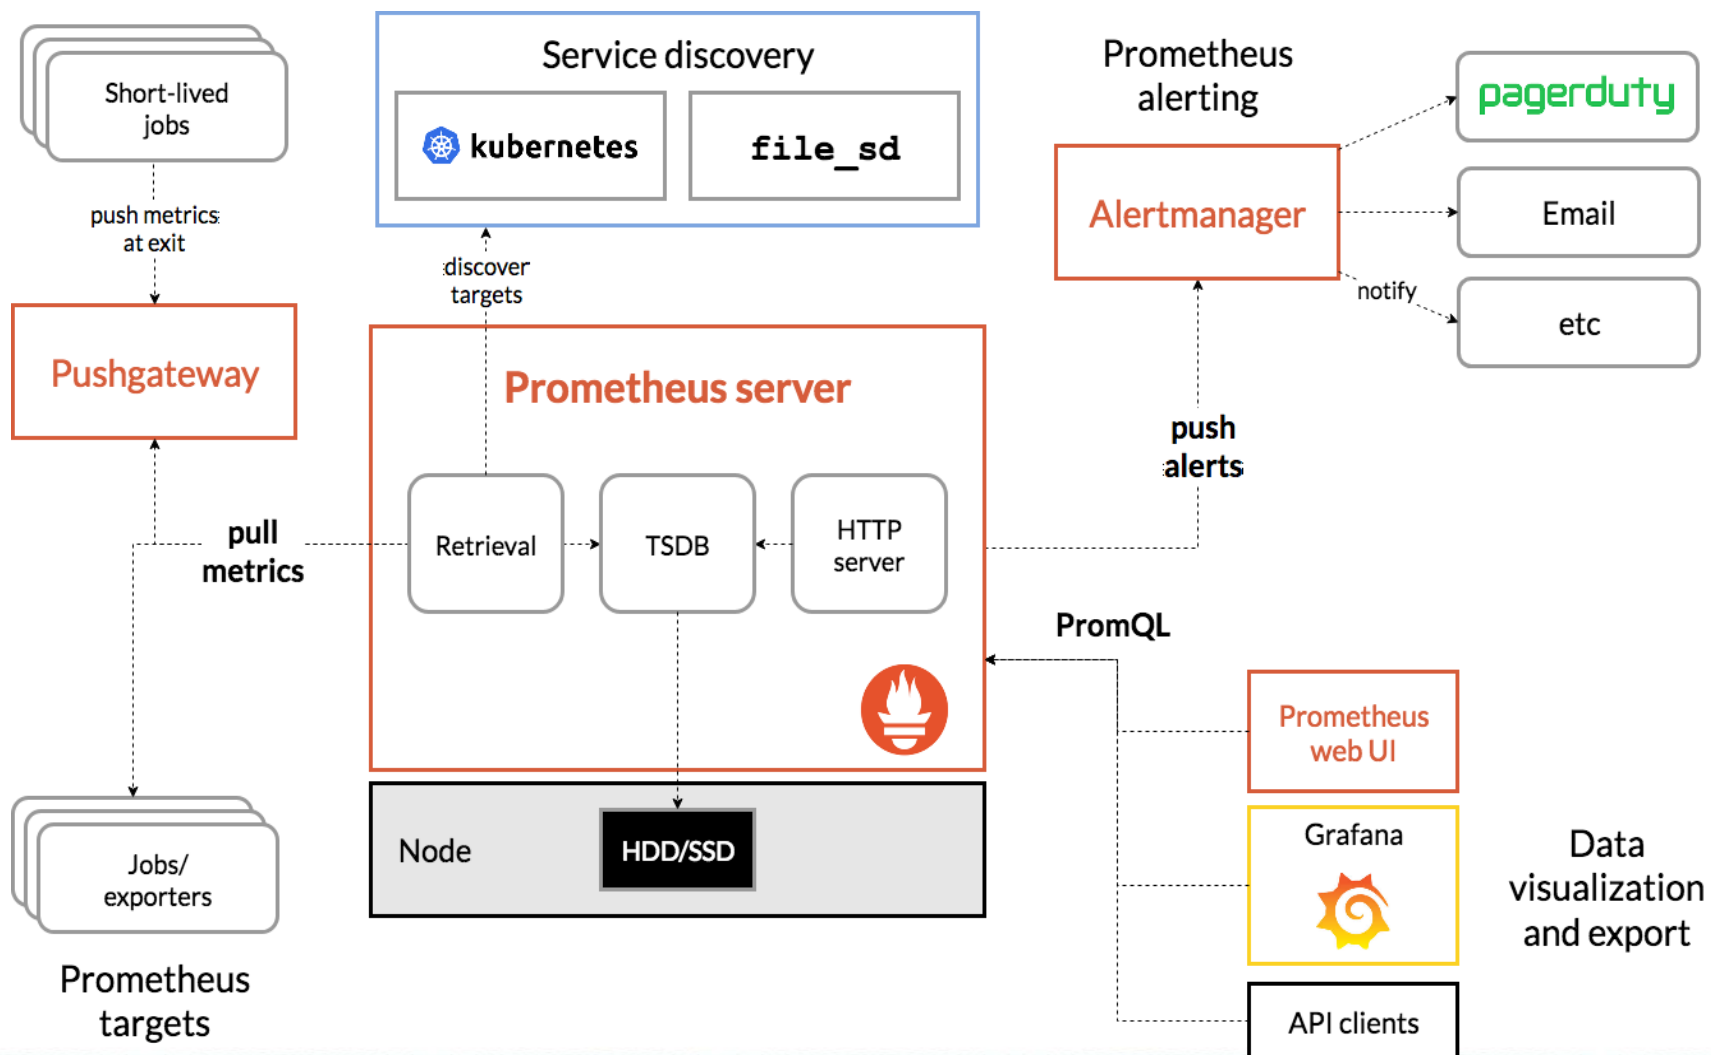 Short-lived
jobs
push metrics
at exit
Pushgateway
pull
metrics
Jobs/
exporters
Prometheus
targets
Service discovery
kubernetes
file_sd
discover
targets
Prometheus server
Retrieval
TSDB
HTTP
server
Node
HDD/SSD
Prometheus
alerting
Alertmanager
pagerduty
Email
notify
etc
push
alerts
PromQL
Prometheus
web UI
Grafana
API clients
Data
visualization
and export